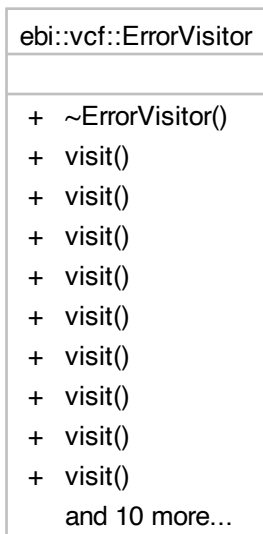 ebi::vcf::ErrorVisitor
+ ~ErrorVisitor()
+ visit()
+ visit()
+ visit()
+ visit()
+ visit()
+ visit()
+ visit()
+ visit()
+ visit()
and 10 more...